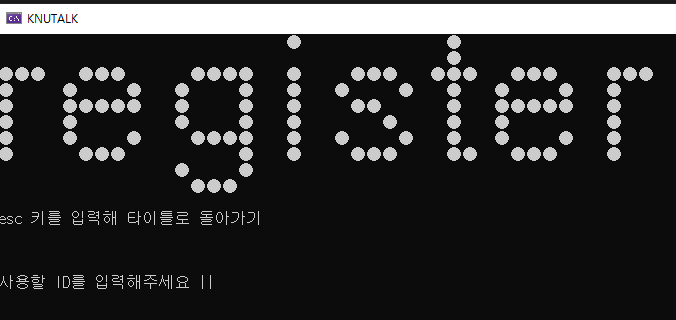 KNUTALK
register
esc 키를 입력해 타이틀로 돌아가기
사용할 ID를 입력해주세요 ||